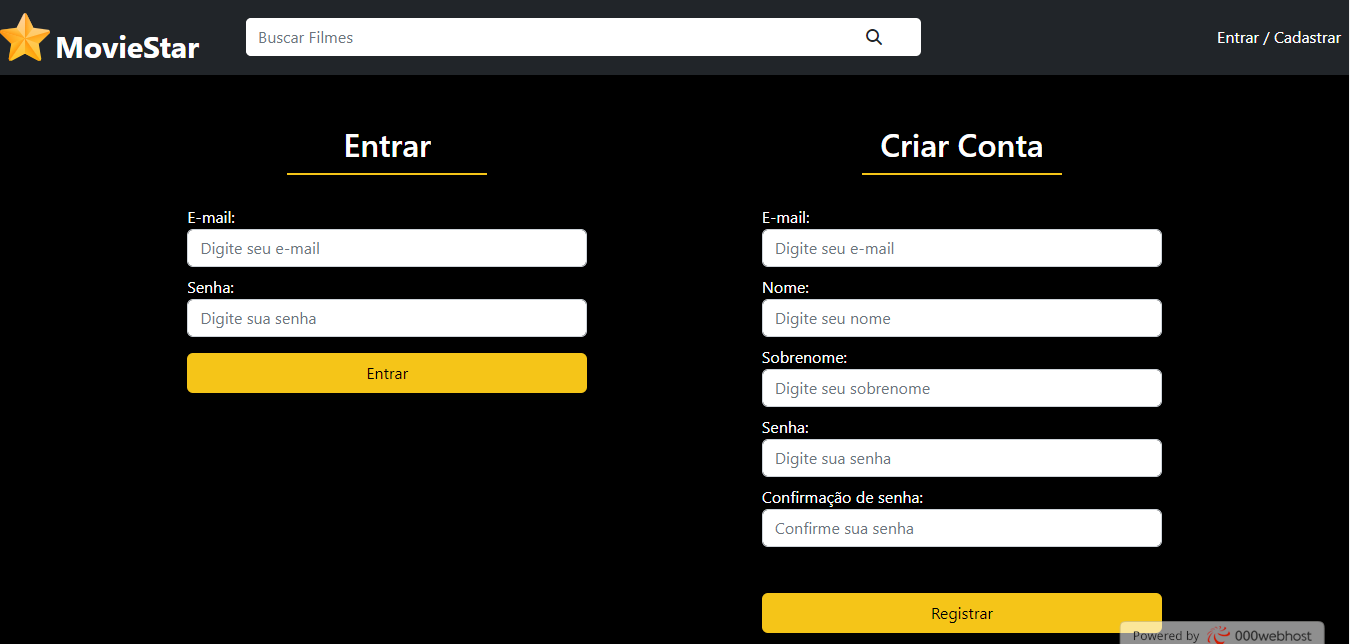 MovieStar
Buscar Filmes
Entrar / Cadastrar
Entrar
E-mail:
Digite seu e-mail
Senha:
Digite sua senha
Entrar
Criar Conta
E-mail:
Digite seu e-mail
Nome:
Digite seu nome
Sobrenome:
Digite seu sobrenome
Senha:
Digite sua senha
Confirmação de senha:
Confirme sua senha
Registrar
Powered by 000webhost